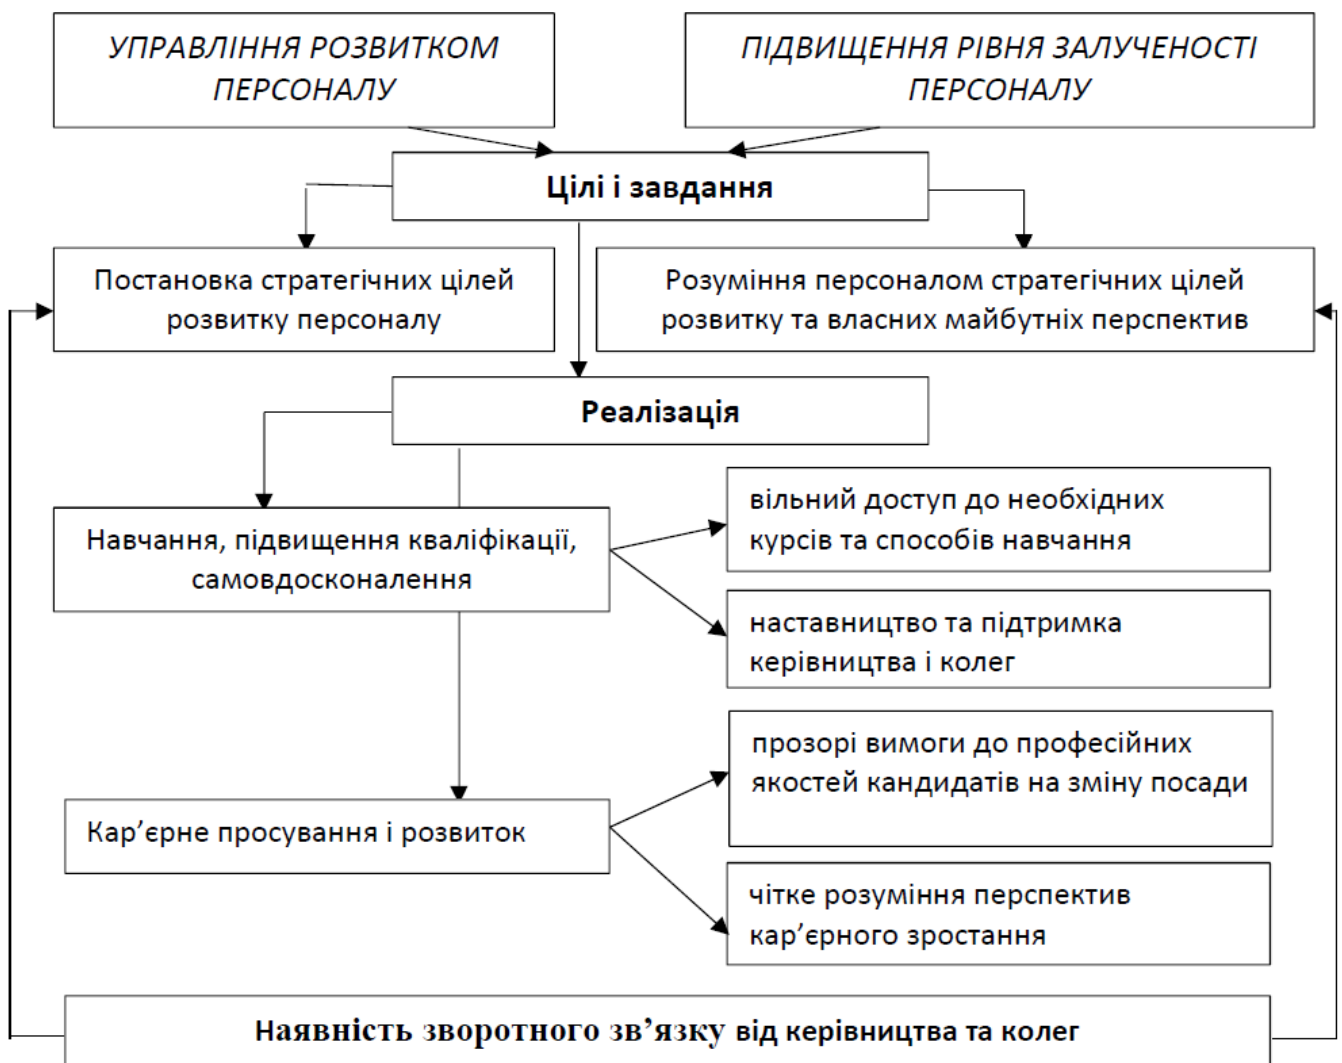 УПРАВЛІННЯ РОЗВИТКОМ
ПЕРСОНАЛУ
ПІДВИЩЕННЯ РІВНЯ ЗАЛУЧЕНОСТІ
ПЕРСОНАЛУ
Цілі і завдання
Постановка стратегічних цілей
розвитку персоналу
Розуміння персоналом стратегічних цілей
розвитку та власних майбутніх перспектив
Реалізація
Навчання, підвищення кваліфікації,
самовдосконалення
вільний доступ до необхідних
курсів та способів навчання
наставництво та підтримка
керівництва і колег
прозорі вимоги до професійних
якостей кандидатів на зміну посади
Кар’єрне просування і розвиток
чітке розуміння перспектив
кар’єрного зростання
Наявність зворотного зв’язку від керівництва та колег